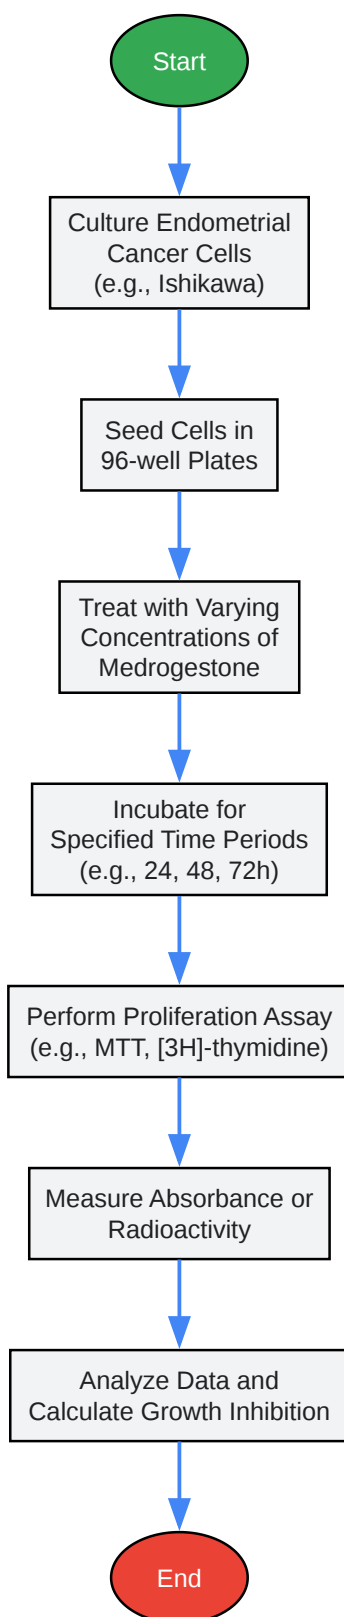 Start
Culture Endometrial
Cancer Cells
(e.g., Ishikawa)
Seed Cells in
96-well Plates
Treat with Varying
Concentrations of
Medrogestone
Incubate for
Specified Time Periods
(e.g., 24, 48, 72h)
Perform Proliferation Assay
(e.g., MTT, [3H]-thymidine)
Measure Absorbance or
Radioactivity
Analyze Data and
Calculate Growth Inhibition
End